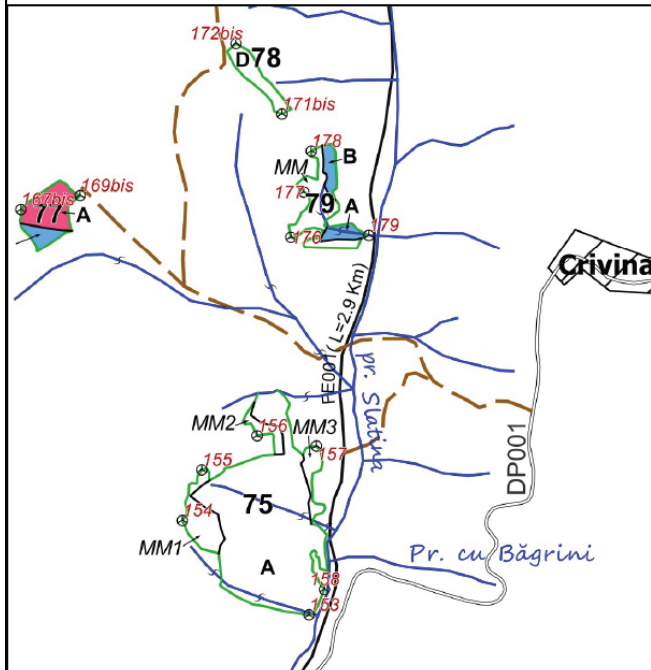 172bis
D 78
171bis
178
B
MM
177
79
A
176
179
169bis
167bis
77 A
Crivina
FE001( L=2.9 Km)
pr. Slatina
DP001
MM2
156
MM3
157
155
75
154
MM1
A
Pr. cu Băgrini
158
153